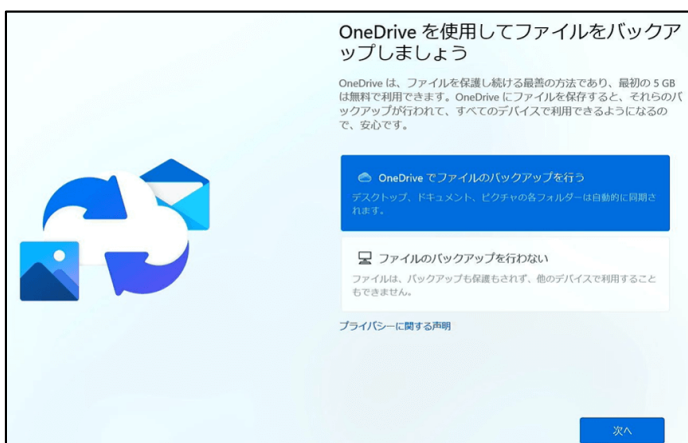 OneDrive を使用してファイルをバックア
ップしましょう
OneDrive は、ファイルを保護し続ける最善の方法であり、最初の 5 GB
は無料で利用できます。OneDrive にファイルを保存すると、それらのバ
ックアップが行われて、すべてのデバイスで利用できるようになるの
で、安心です。
OneDrive でファイルのバックアップを行う
デスクトップ、ドキュメント、ピクチャの各フォルダーは自動的に同期さ
れます。
ファイルのバックアップを行わない
ファイルは、バックアップも保護もされず、他のデバイスで利用すること
もできません。
プライバシーに関する声明
次へ